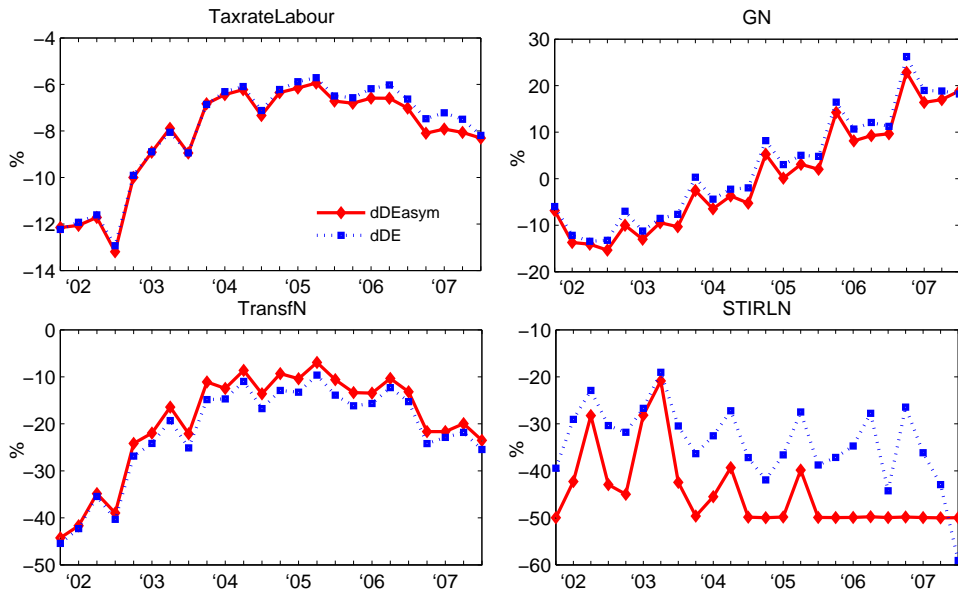 TaxrateLabour
−4
−6
−8
−10
−12
−14
%
‘02 ‘03 ‘04 ‘05 ‘06 ‘07
dDEasym
dDE
GN
30
20
10
0
−10
−20
%
‘02 ‘03 ‘04 ‘05 ‘06 ‘07
TransfN
0
−10
−20
−30
−40
−50
%
‘02 ‘03 ‘04 ‘05 ‘06 ‘07
STIRLN
−10
−20
−30
−40
−50
−60
%
‘02 ‘03 ‘04 ‘05 ‘06 ‘07